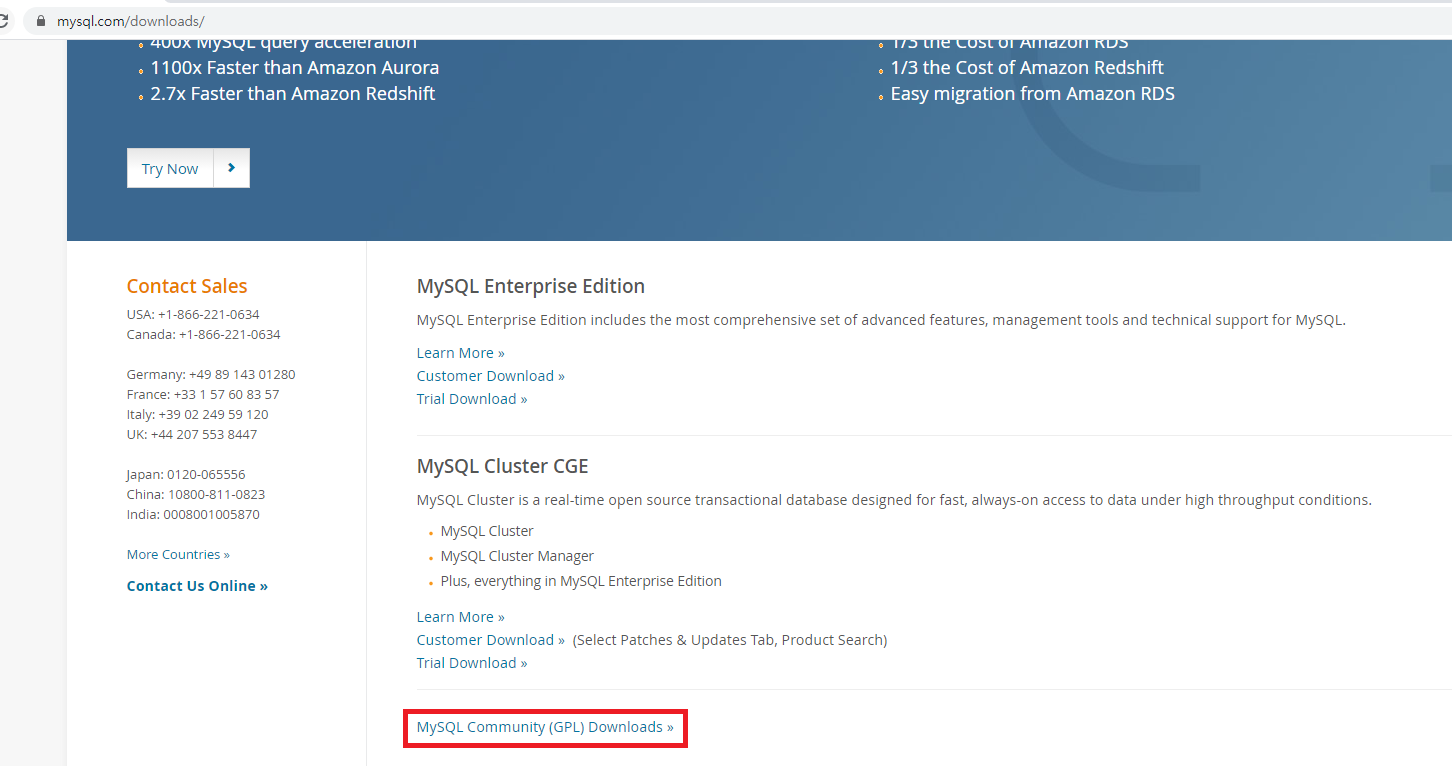 mysql.com/downloads/
400x MySQL query acceleration
1100x Faster than Amazon Aurora
2.7x Faster than Amazon Redshift
1/3 the Cost of Amazon RDS
1/3 the Cost of Amazon Redshift
Easy migration from Amazon RDS
Try Now
Contact Sales
USA: +1-866-221-0634
Canada: +1-866-221-0634
Germany: +49 89 143 01280
France: +33 1 57 60 83 57
Italy: +39 02 249 59 120
UK: +44 207 553 8447
Japan: 0120-065556
China: 10800-811-0823
India: 0008001005870
More Countries »
Contact Us Online »
MySQL Enterprise Edition
MySQL Enterprise Edition includes the most comprehensive set of advanced features, management tools and technical support for MySQL.
Learn More »
Customer Download »
Trial Download »
MySQL Cluster CGE
MySQL Cluster is a real-time open source transactional database designed for fast, always-on access to data under high throughput conditions.
MySQL Cluster
MySQL Cluster Manager
Plus, everything in MySQL Enterprise Edition
Learn More »
Customer Download » (Select Patches & Updates Tab, Product Search)
Trial Download »
MySQL Community (GPL) Downloads »